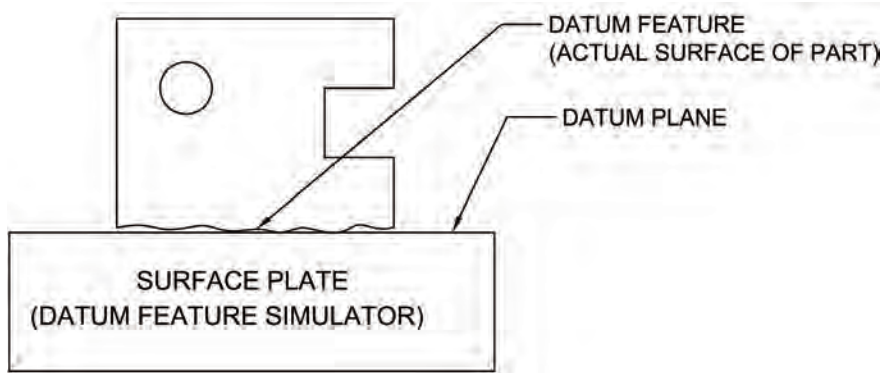 DATUM FEATURE
(ACTUAL SURFACE OF PART)
DATUM PLANE
SURFACE PLATE
(DATUM FEATURE SIMULATOR)